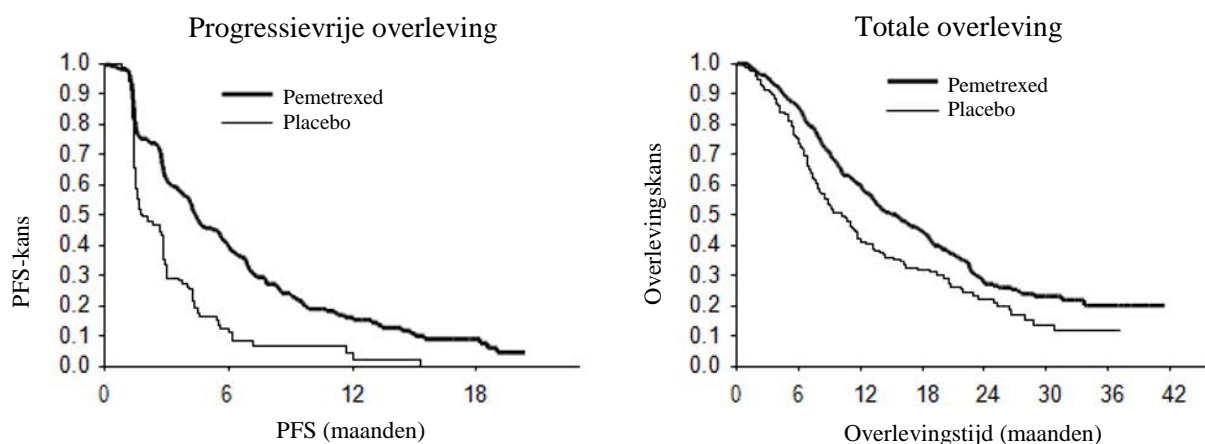 Progressievrije overleving
1.0
0.9
0.8
0.7
0.6
0.5
0.4
0.3
0.2
0.1
0.0
PFS-kans
Pemetrexed
Placebo
0 6 12 18
PFS (maanden)
Totale overleving
1.0
0.9
0.8
0.7
0.6
0.5
0.4
0.3
0.2
0.1
0.0
Overlevingskans
Pemetrexed
Placebo
0 6 12 18 24 30 36 42
Overlevingstijd (maanden)